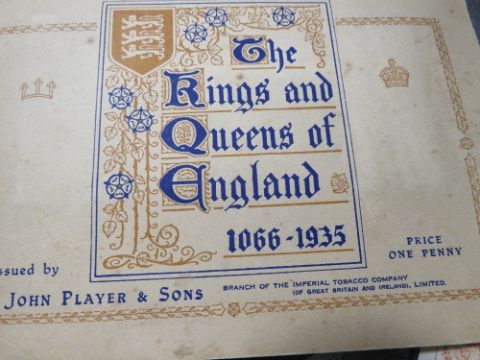 The
Kings and
Queens of
England
1066-1935
PRICE
ONE PENNY
ssued by
JOHN PLAYER & SONS
BRANCH OF THE IMPERIAL TOBACCO COMPANY
(OF GREAT BRITAIN AND IRELAND), LIMITED.